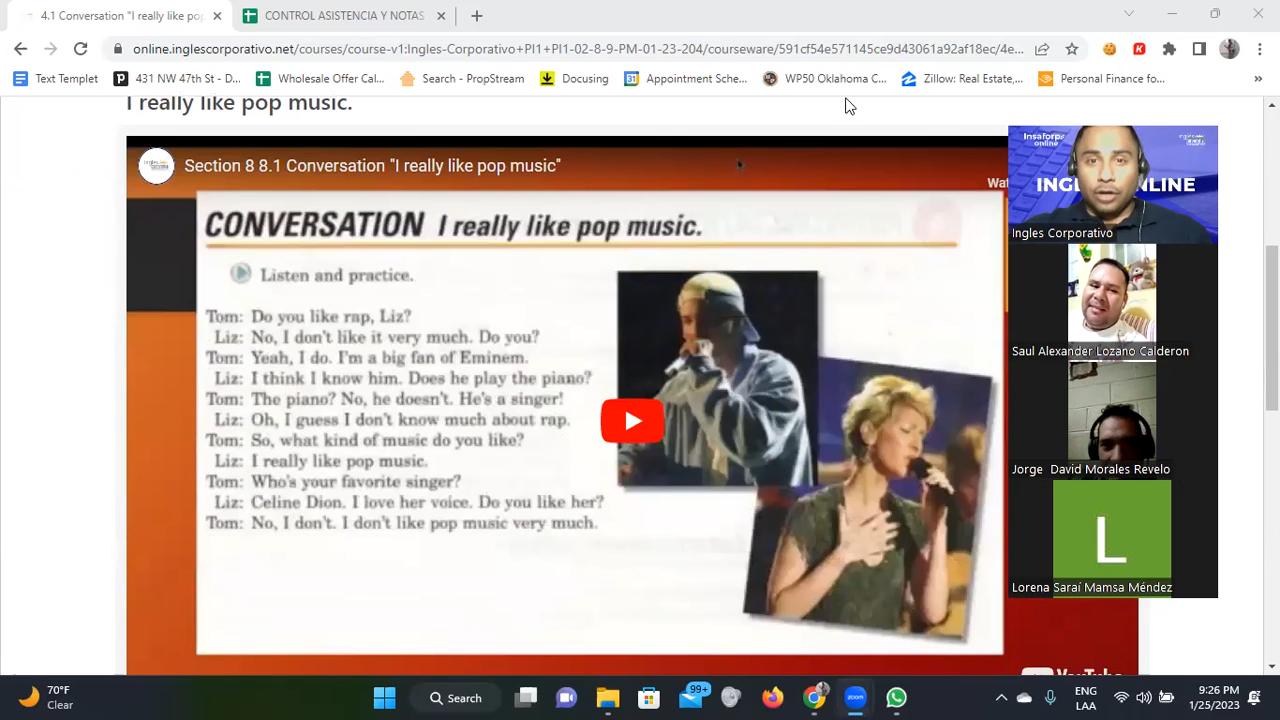 4.1 Conversation "I really like pop
CONTROL ASISTENCIA Y NOTAS
online.inglescorporativo.net/courses/course-v1:Ingles-Corporativo+PI1+PI1-02-8-9-PM-01-23-204/courseware/591cf54e571145ce9d43061a92af18ec/4e...
Text Templet
431 NW 47th St - D...
Wholesale Offer Cal...
Search - PropStream
Docusing
Appointment Sche...
WP50 Oklahoma C...
Zillow: Real Estate,...
Personal Finance fo...
»
I really like pop music.
Section 8 8.1 Conversation "I really like pop music"
CONVERSATION I really like pop music.
Listen and practice.
Tom: Do you like rap, Liz?
Liz: No, I don't like it very much. Do you?
Tom: Yeah, I do. I'm a big fan of Eminem.
Liz: I think I know him. Does he play the piano?
Tom: The piano? No, he doesn't. He's a singer!
Liz: Oh, I guess I don't know much about rap.
Tom: So, what kind of music do you like?
Liz: I really like pop music.
Tom: Who's your favorite singer?
Liz: Celine Dion. I love her voice. Do you like her?
Tom: No, I don't. I don't like pop music very much.
Wat
Insaforp
online
INGL ONLINE
Ingles Corporativo
Saul Alexander Lozano Calderon
Jorge David Morales Revelo
L
Lorena Saraí Mamsa Méndez
YouTube
70°F
Clear
Search
99+
zoom
ENG
LAA
9:26 PM
1/25/2023